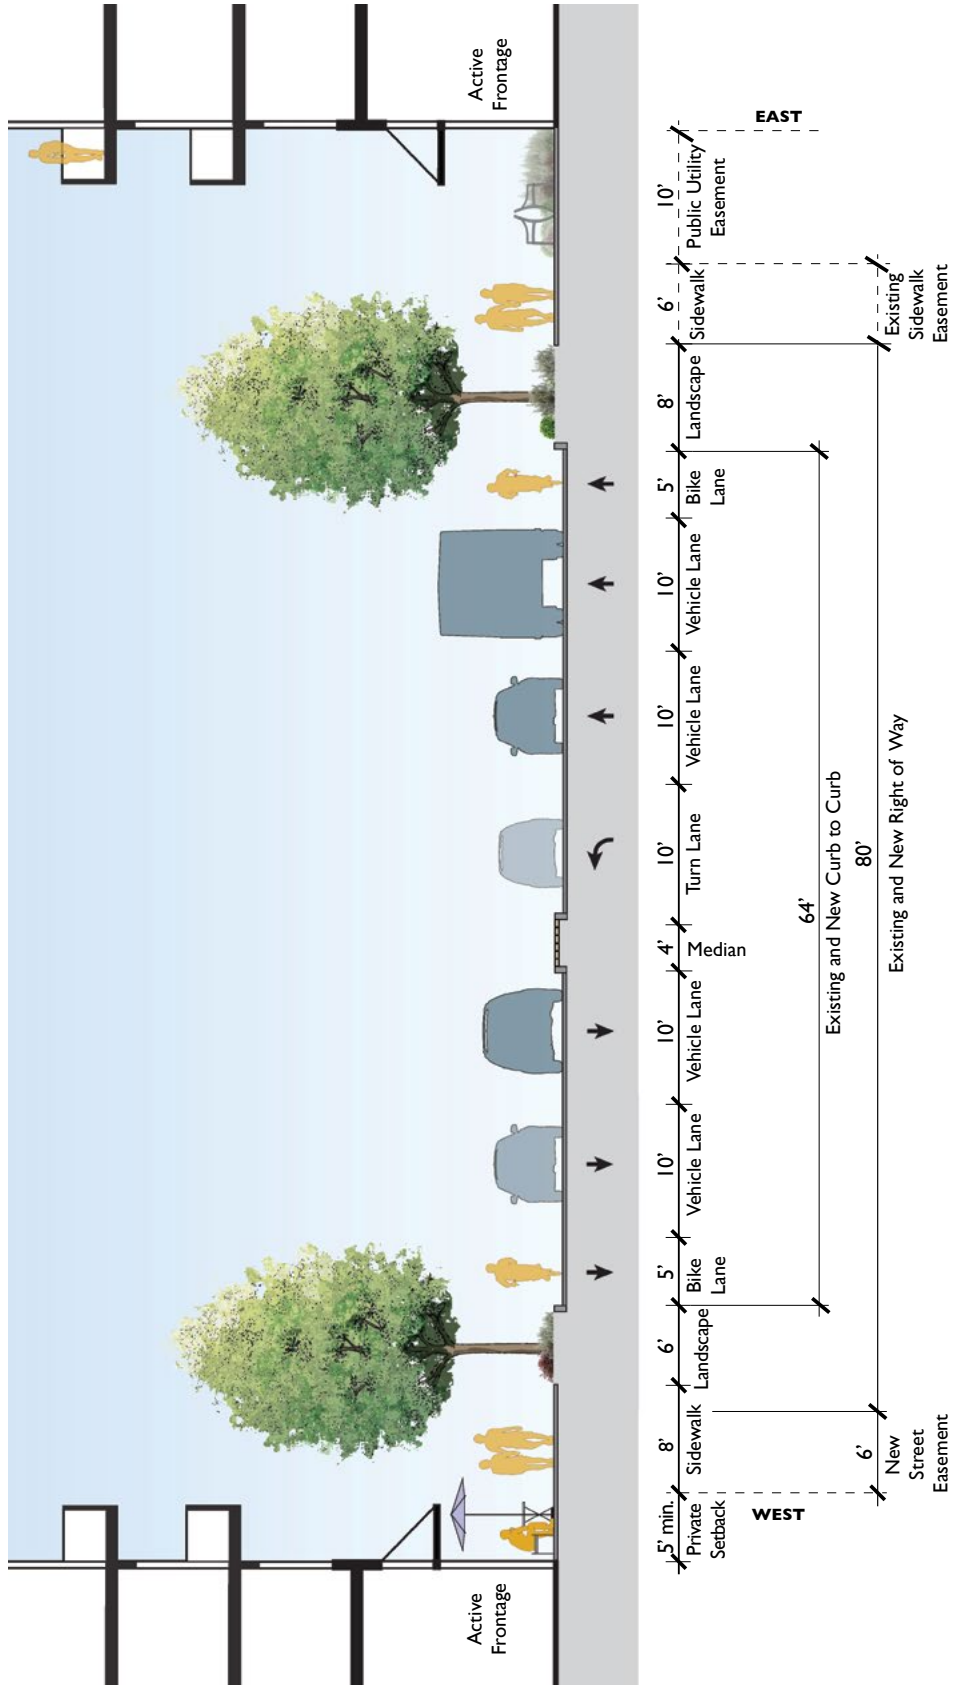 Active
Frontage
Active
Frontage
WEST
EAST
5’ min.
Private
Setback
8’
Sidewalk
6’
Landscape
5’
Bike
Lane
10’
Vehicle Lane
10’
Vehicle Lane
4’
Median
10’
Turn Lane
10’
Vehicle Lane
10’
Vehicle Lane
5’
Bike
Lane
8’
Landscape
6’
Sidewalk
10’
Public Utility
Easement
64’
Existing and New Curb to Curb
6’
New
Street
Easement
80’
Existing and New Right of Way
Existing
Sidewalk
Easement